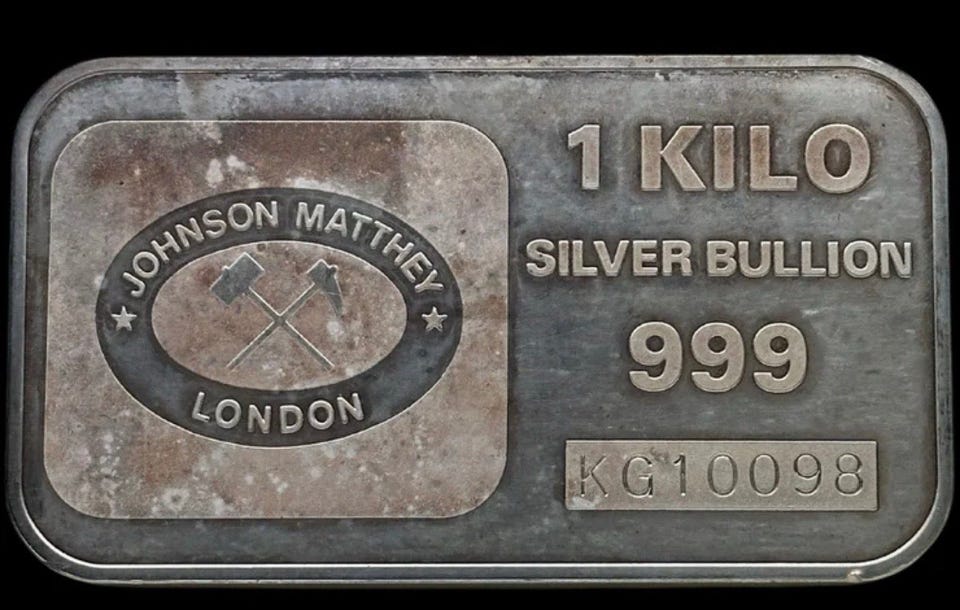 JOHNSON MATTHEY
LONDON
1 KILO
SILVER BULLION
999
KG10098